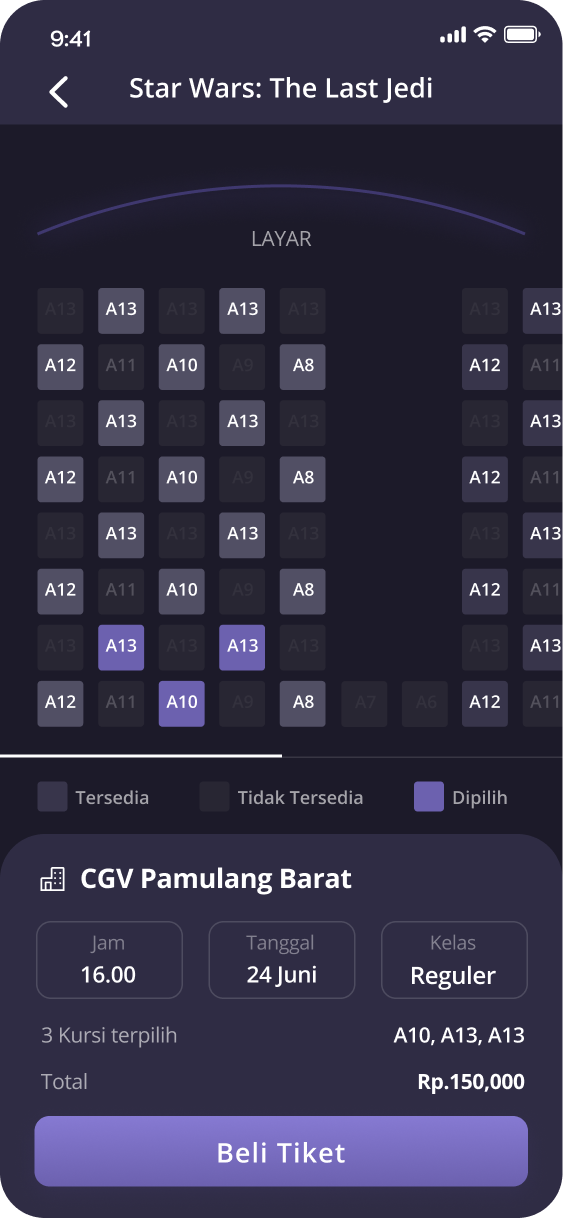 9:41
Star Wars: The Last Jedi
LAYAR
A13 A13 A13 A13 A13 A13 A13
A12 A11 A10 A9 A8 A12 A11
A13 A13 A13 A13 A13 A13 A13
A12 A11 A10 A9 A8 A12 A11
A13 A13 A13 A13 A13 A13 A13
A12 A11 A10 A9 A8 A12 A11
A13 A13 A13 A13 A13 A13 A13
A12 A11 A10 A9 A8 A7 A6 A12 A11
Tersedia Tidak Tersedia Dipilih
CGV Pamulang Barat
Jam Tanggal Kelas
16.00 24 Juni Reguler
3 Kursi terpilih A10, A13, A13
Total Rp.150,000
Beli Tiket